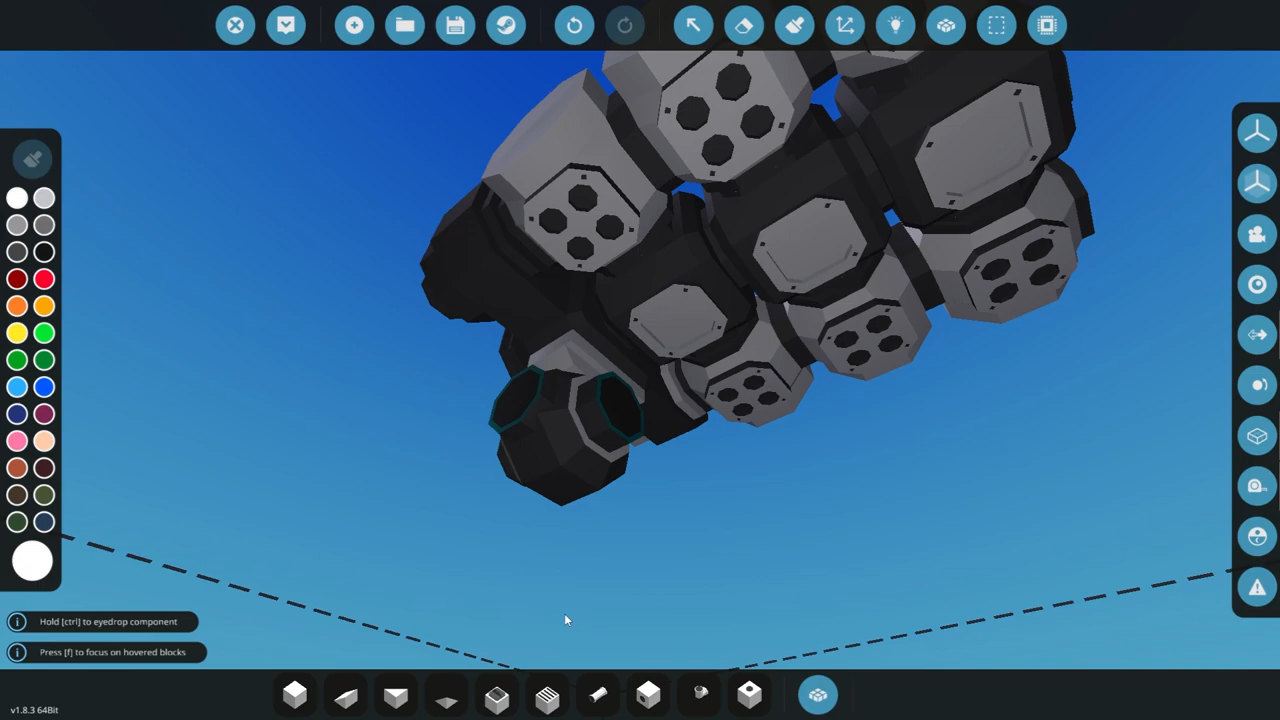 Hold [ctrl] to eyedrop component
Press [f] to focus on hovered blocks
v1.8.3 64Bit